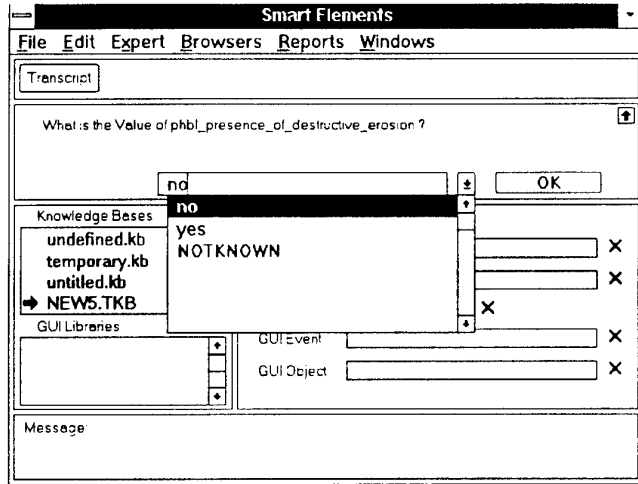 Smart Elements
File Edit Expert Browsers Reports Windows
Transcript
What is the Value of phbl_presence_of_destructive_erosion ?
no
OK
no
yes
NOTKNOWN
Knowledge Bases
undefined.kb
temporary.kb
untitled.kb
NEW5.TKB
GUI Libraries
GUI Event
GUI Object
Message: